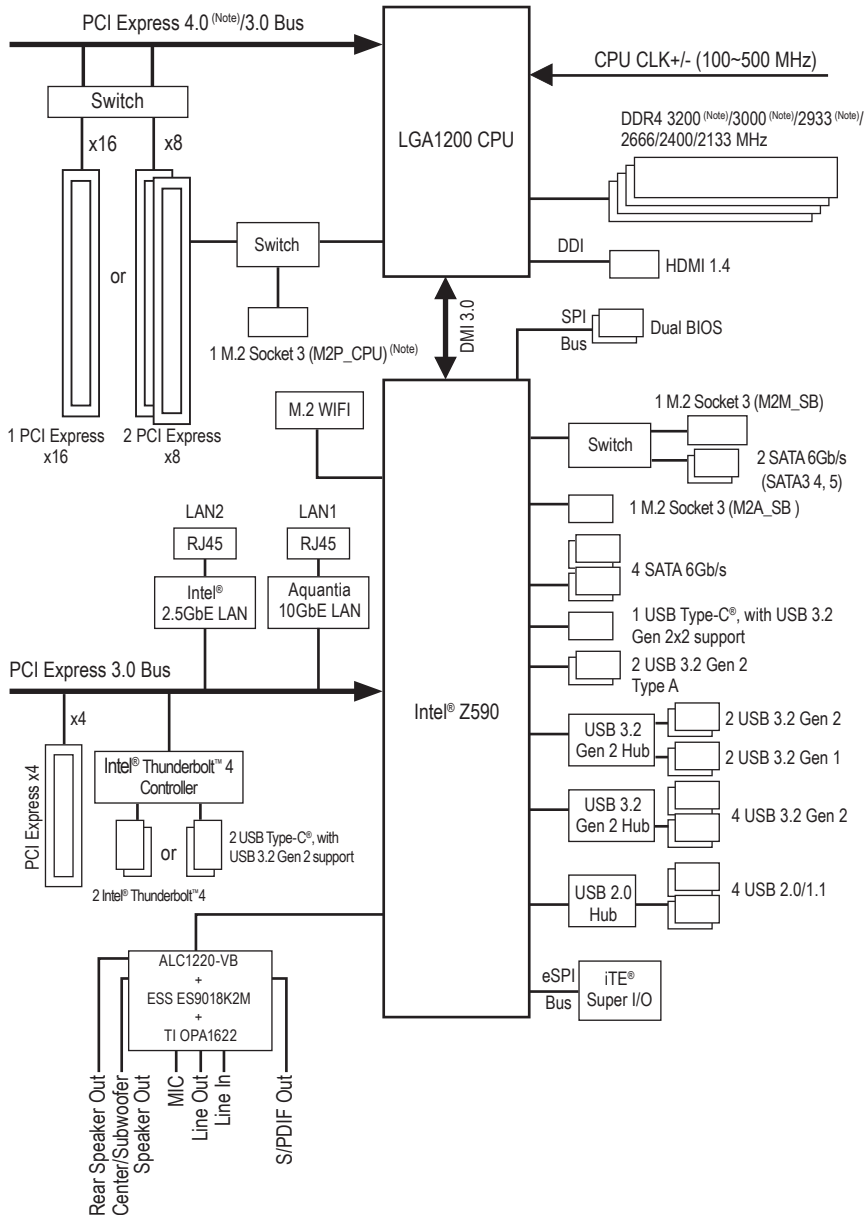 PCI Express 4.0 (Note)/3.0 Bus
CPU CLK+/- (100~500 MHz)
Switch
x16
x8
LGA1200 CPU
DDR4 3200 (Note)/3000 (Note)/2933 (Note)/
2666/2400/2133 MHz
or
Switch
DDI
HDMI 1.4
1 M.2 Socket 3 (M2P_CPU) (Note)
DMI 3.0
SPI
Bus
Dual BIOS
1 PCI Express
x16
2 PCI Express
x8
M.2 WIFI
1 M.2 Socket 3 (M2M_SB)
Switch
2 SATA 6Gb/s
(SATA3 4, 5)
1 M.2 Socket 3 (M2A_SB )
LAN2
RJ45
LAN1
RJ45
Intel®
2.5GbE LAN
Aquantia
10GbE LAN
4 SATA 6Gb/s
1 USB Type-C®, with USB 3.2
Gen 2x2 support
2 USB 3.2 Gen 2
Type A
PCI Express 3.0 Bus
Intel® Z590
x4
PCI Express x4
Intel® Thunderbolt™ 4
Controller
or
2 USB Type-C®, with
USB 3.2 Gen 2 support
2 Intel® Thunderbolt™4
USB 3.2
Gen 2 Hub
2 USB 3.2 Gen 2
2 USB 3.2 Gen 1
USB 3.2
Gen 2 Hub
4 USB 3.2 Gen 2
USB 2.0
Hub
4 USB 2.0/1.1
eSPI
Bus
iTE®
Super I/O
ALC1220-VB
+
ESS ES9018K2M
+
TI OPA1622
Rear Speaker Out
Center/Subwoofer
Speaker Out
MIC
Line Out
Line In
S/PDIF Out